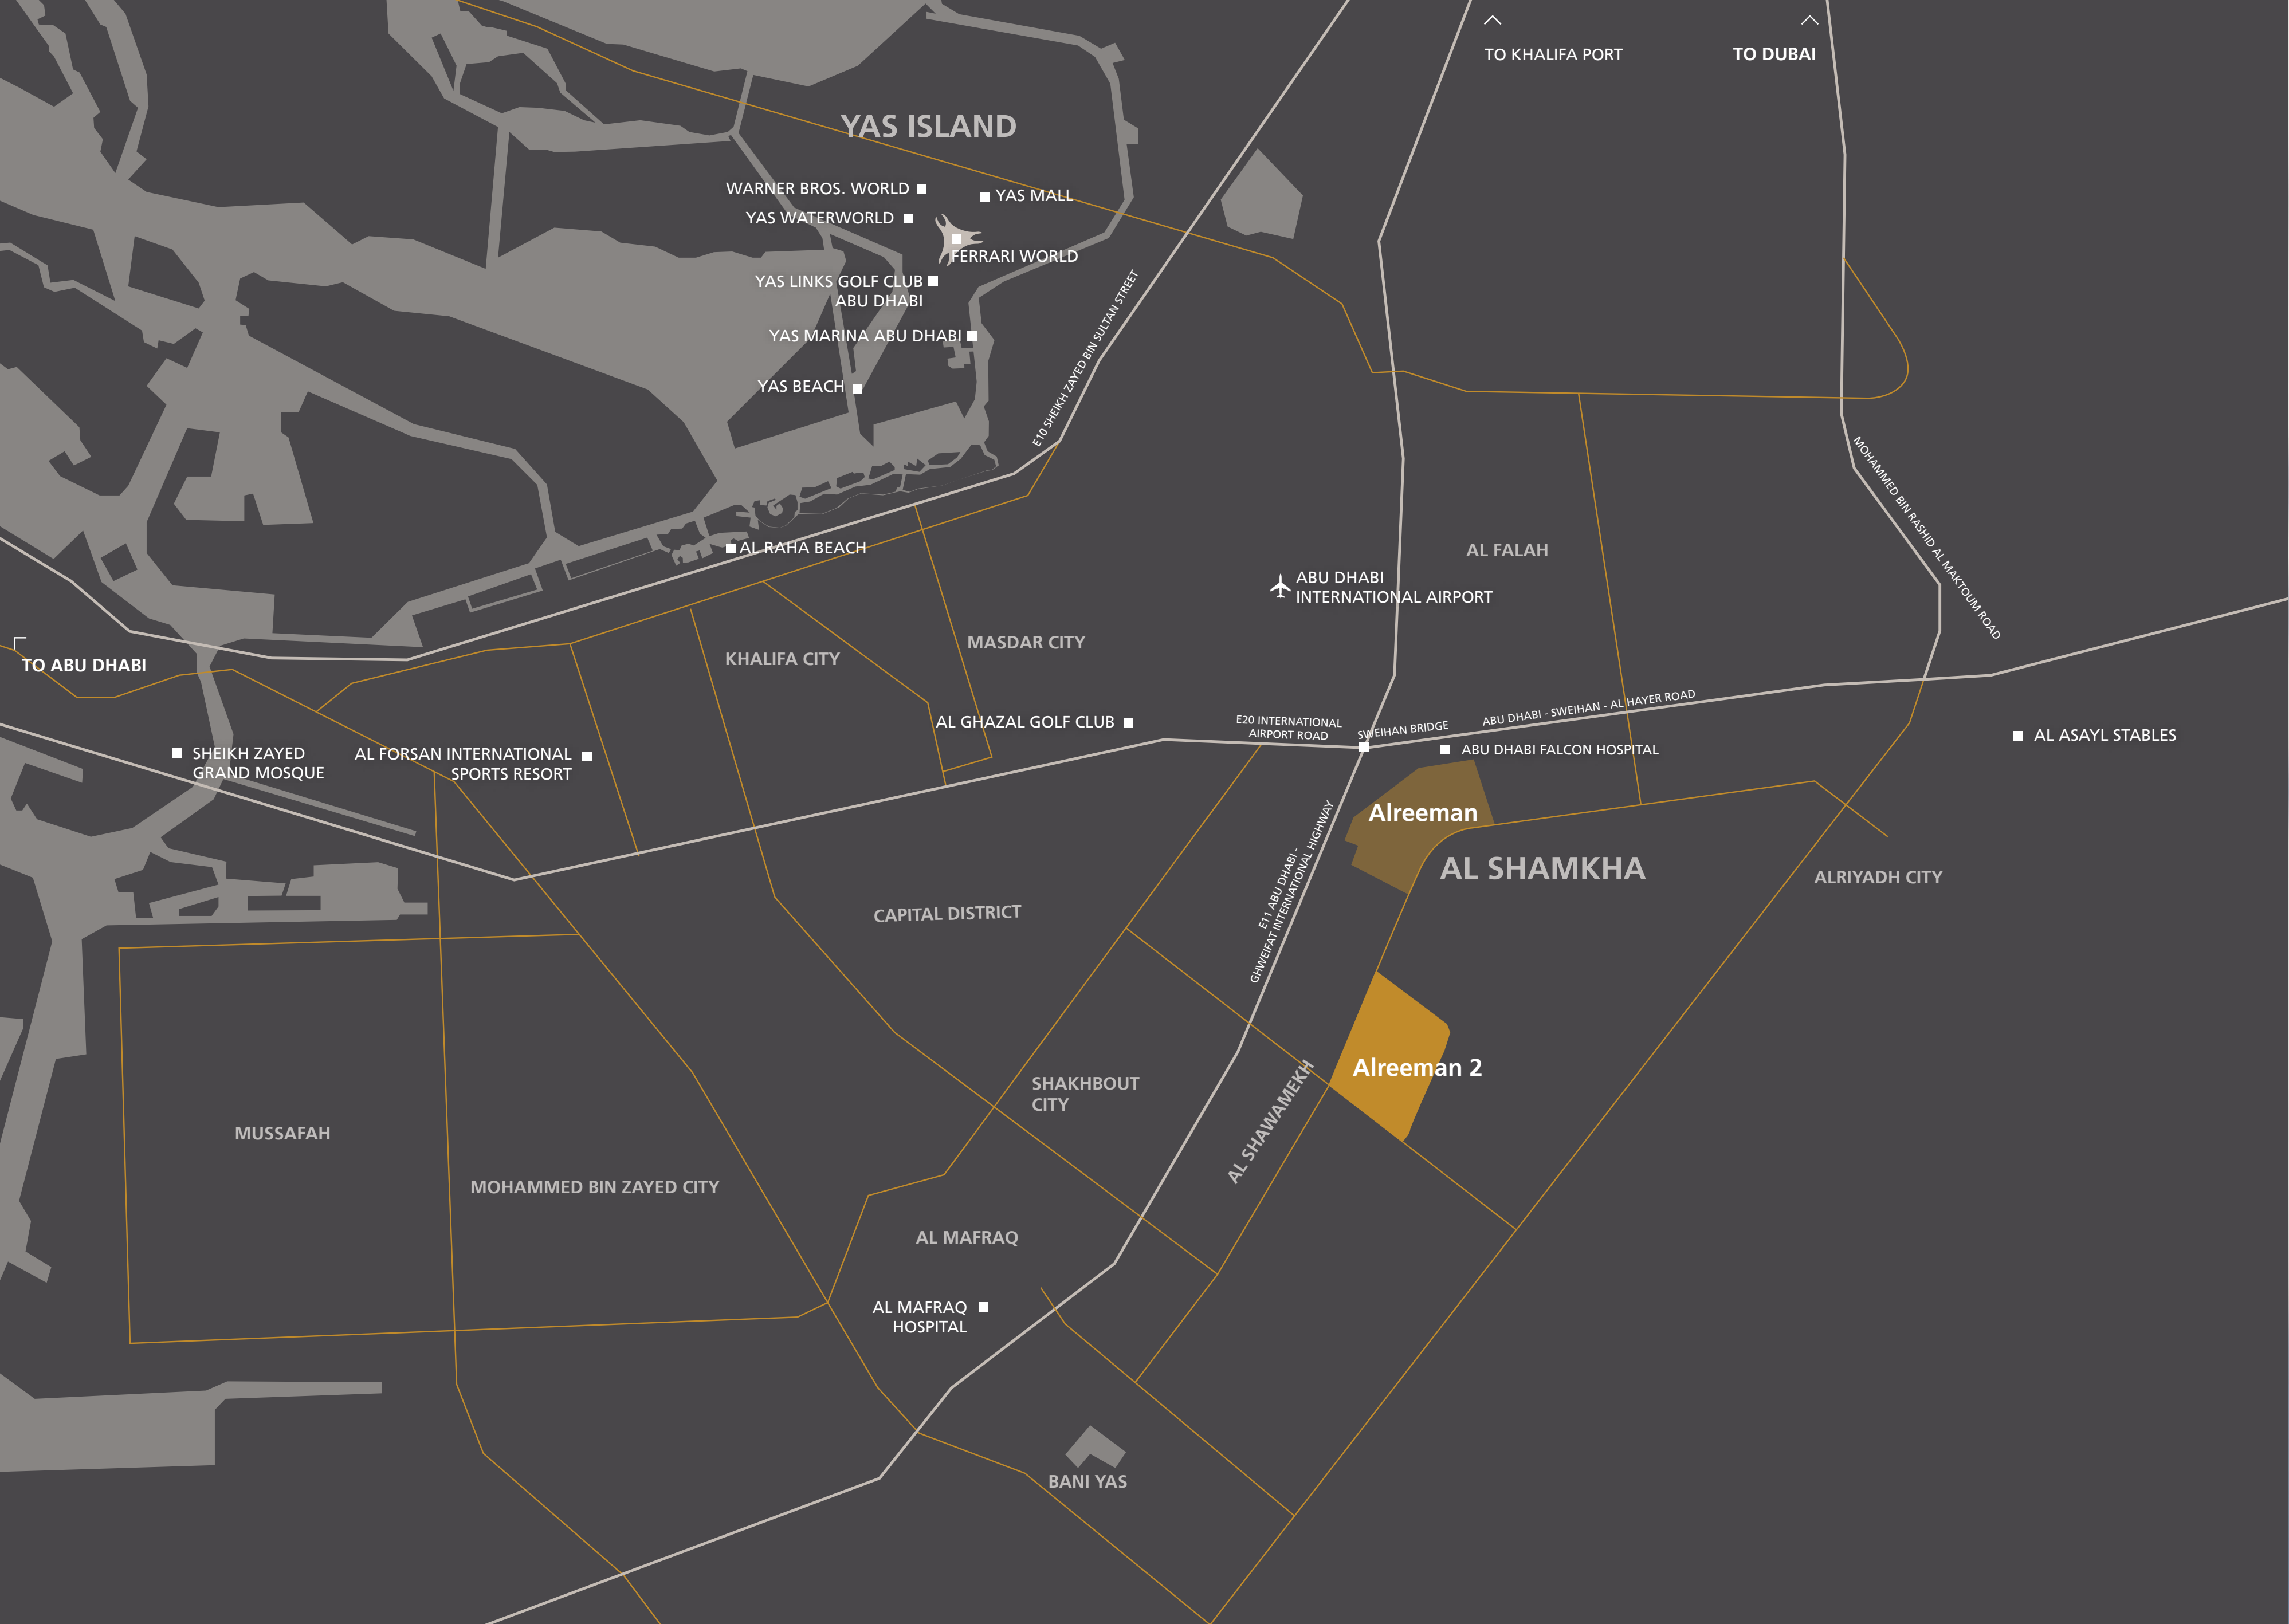 TO KHALIFA PORT
TO DUBAI
YAS ISLAND
WARNER BROS. WORLD
YAS MALL
YAS WATERWORLD
FERRARI WORLD
YAS LINKS GOLF CLUB
ABU DHABI
YAS MARINA ABU DHABI
YAS BEACH
E10 SHEIKH ZAYED BIN SULTAN STREET
MOHAMMED BIN RASHID AL MAKTOUM ROAD
AL RAHA BEACH
AL FALAH
ABU DHABI
INTERNATIONAL AIRPORT
MASDAR CITY
KHALIFA CITY
TO ABU DHABI
AL GHAZAL GOLF CLUB
E20 INTERNATIONAL
AIRPORT ROAD
SWEIHAN BRIDGE
ABU DHABI - SWEIHAN - AL HAYER ROAD
ABU DHABI FALCON HOSPITAL
AL ASAYL STABLES
SHEIKH ZAYED
GRAND MOSQUE
AL FORSAN INTERNATIONAL
SPORTS RESORT
Alreeman
AL SHAMKHA
ALRIYADH CITY
E11 ABU DHABI -
GHWEIFAT INTERNATIONAL HIGHWAY
CAPITAL DISTRICT
Alreeman 2
SHAKHBOUT
CITY
AL SHAWAMEKH
MUSSAFAH
MOHAMMED BIN ZAYED CITY
AL MAFRAQ
AL MAFRAQ
HOSPITAL
BANI YAS